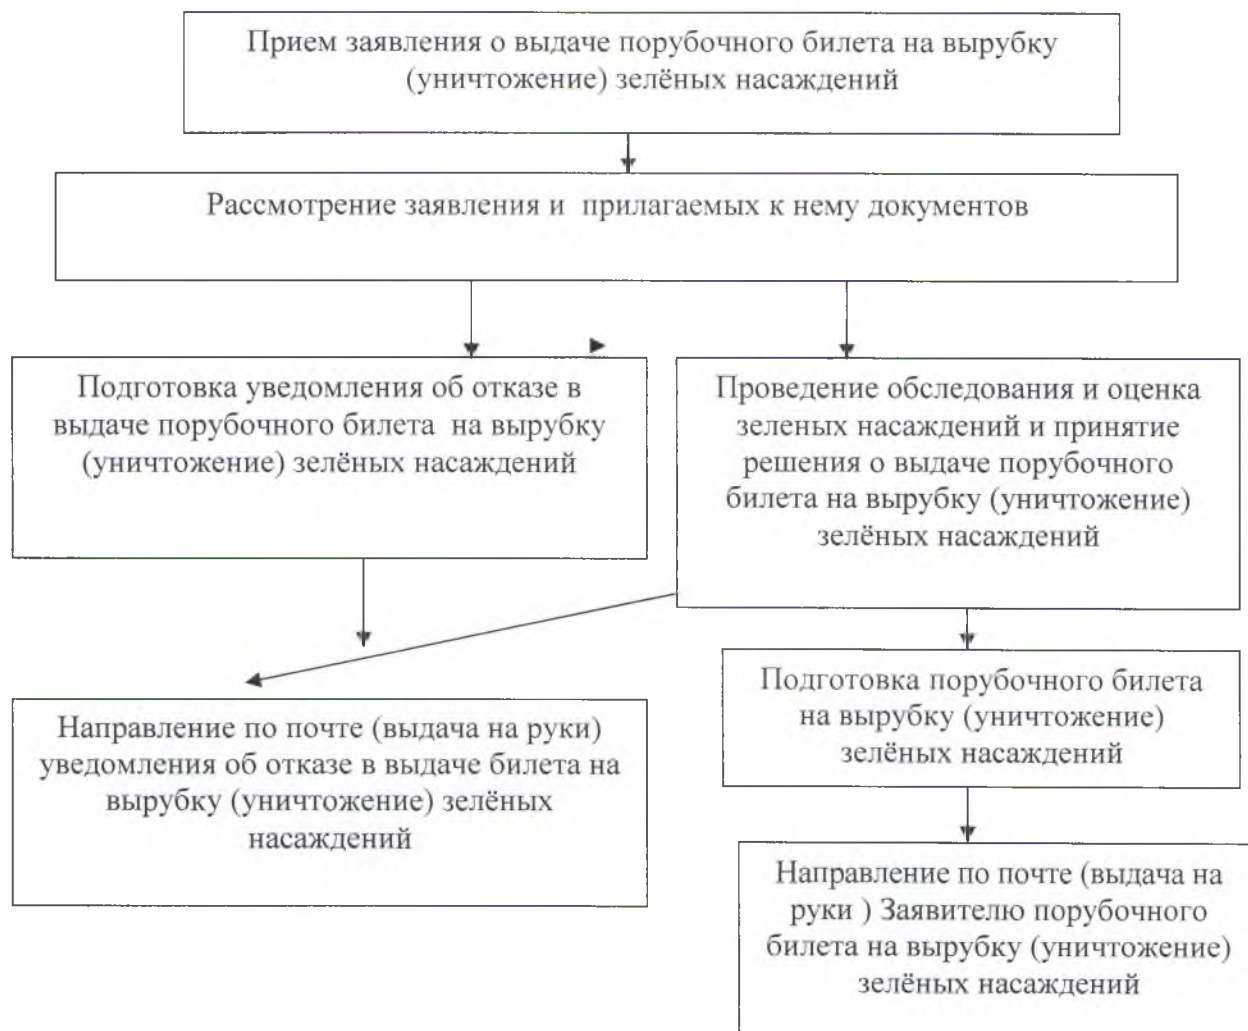 Прием заявления о выдаче порубочного билета на вырубку
(уничтожение) зелёных насаждений
Рассмотрение заявления и прилагаемых к нему документов
Подготовка уведомления об отказе в
выдаче порубочного билета на вырубку
(уничтожение) зелёных насаждений
Проведение обследования и оценка
зеленых насаждений и принятие
решения о выдаче порубочного
билета на вырубку (уничтожение)
зелёных насаждений
Направление по почте (выдача на руки)
уведомления об отказе в выдаче билета на
вырубку (уничтожение) зелёных
насаждений
Подготовка порубочного билета
на вырубку (уничтожение)
зелёных насаждений
Направление по почте (выдача на
руки ) Заявителю порубочного
билета на вырубку (уничтожение)
зелёных насаждений